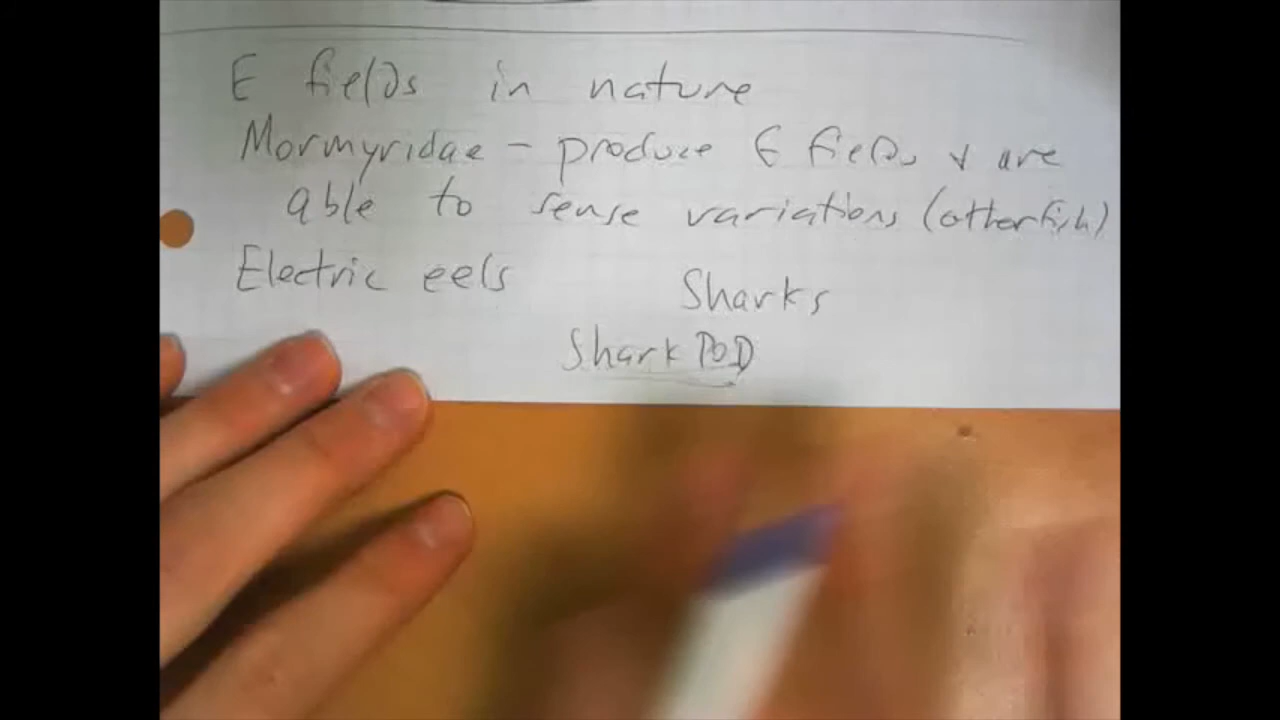 E fields in nature
Mormyridae - produce E fields & are
able to sense variations (other fish)
Electric eels
Sharks
Shark POD